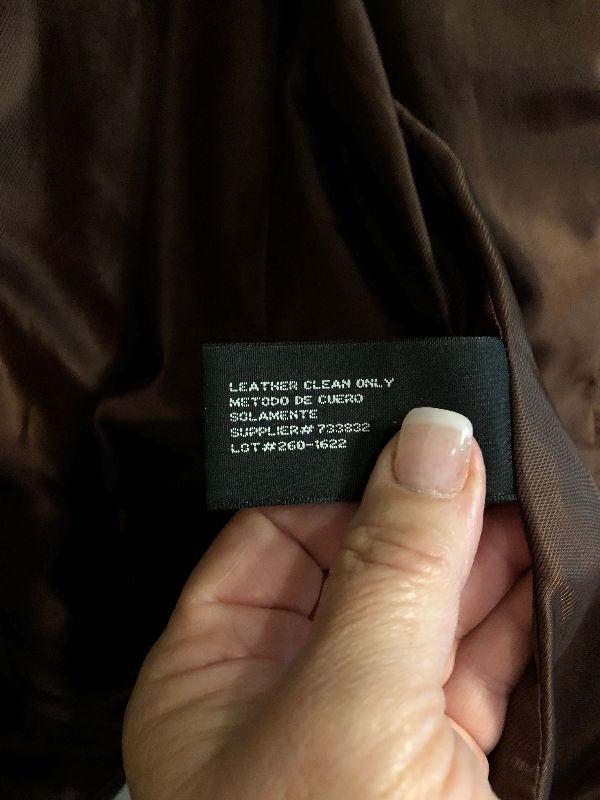 LEATHER CLEAN ONLY
METODO DE CUERO
SOLAMENTE
SUPPLIER# 733832
LOT#260-1622